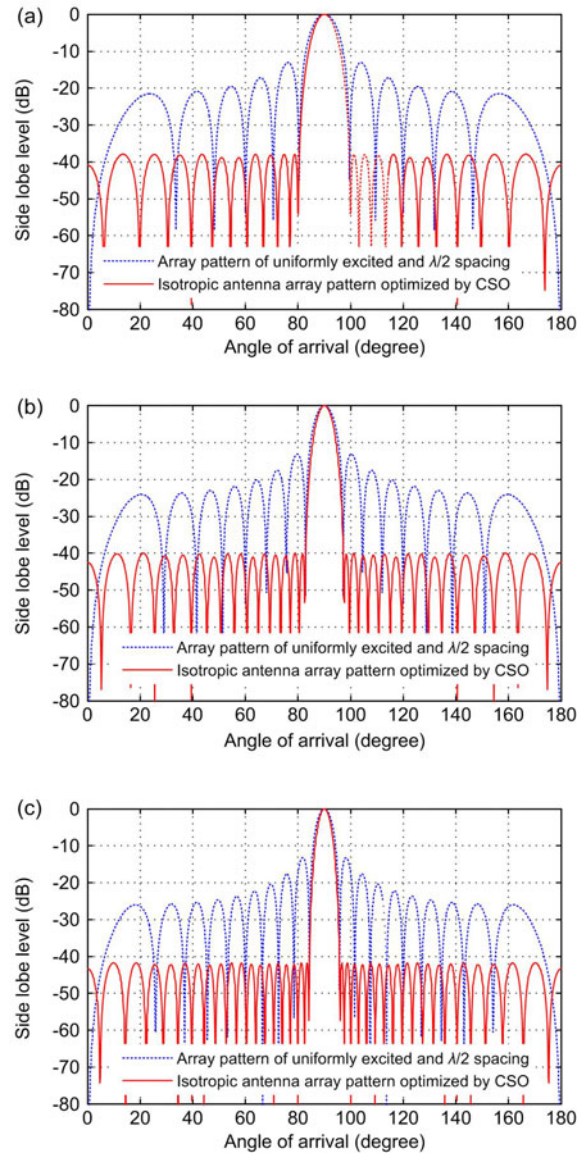 (a)
0
-10
-20
-30
-40
-50
-60
-70
-80
Side lobe level (dB)
Array pattern of uniformly excited and λ/2 spacing
Isotropic antenna array pattern optimized by CSO
0 20 40 60 80 100 120 140 160 180
Angle of arrival (degree)
(b)
0
-10
-20
-30
-40
-50
-60
-70
-80
Side lobe level (dB)
Array pattern of uniformly excited and λ/2 spacing
Isotropic antenna array pattern optimized by CSO
0 20 40 60 80 100 120 140 160 180
Angle of arrival (degree)
(c)
0
-10
-20
-30
-40
-50
-60
-70
-80
Side lobe level (dB)
Array pattern of uniformly excited and λ/2 spacing
Isotropic antenna array pattern optimized by CSO
0 20 40 60 80 100 120 140 160 180
Angle of arrival (degree)